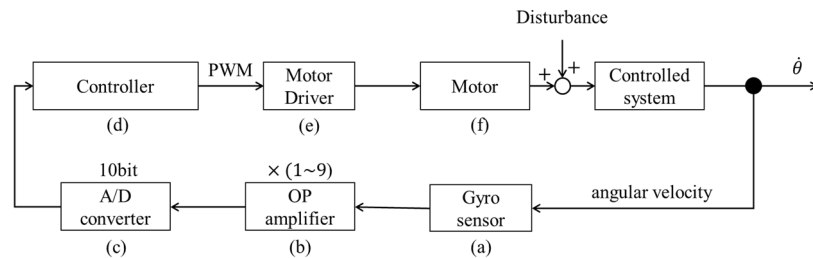 Disturbance
PWM
Controller
Motor
Driver
Motor
+
+
Controlled
system
θ̇
(d)
(e)
(f)
10bit
× (1~9)
A/D
converter
OP
amplifier
Gyro
sensor
angular velocity
(c)
(b)
(a)